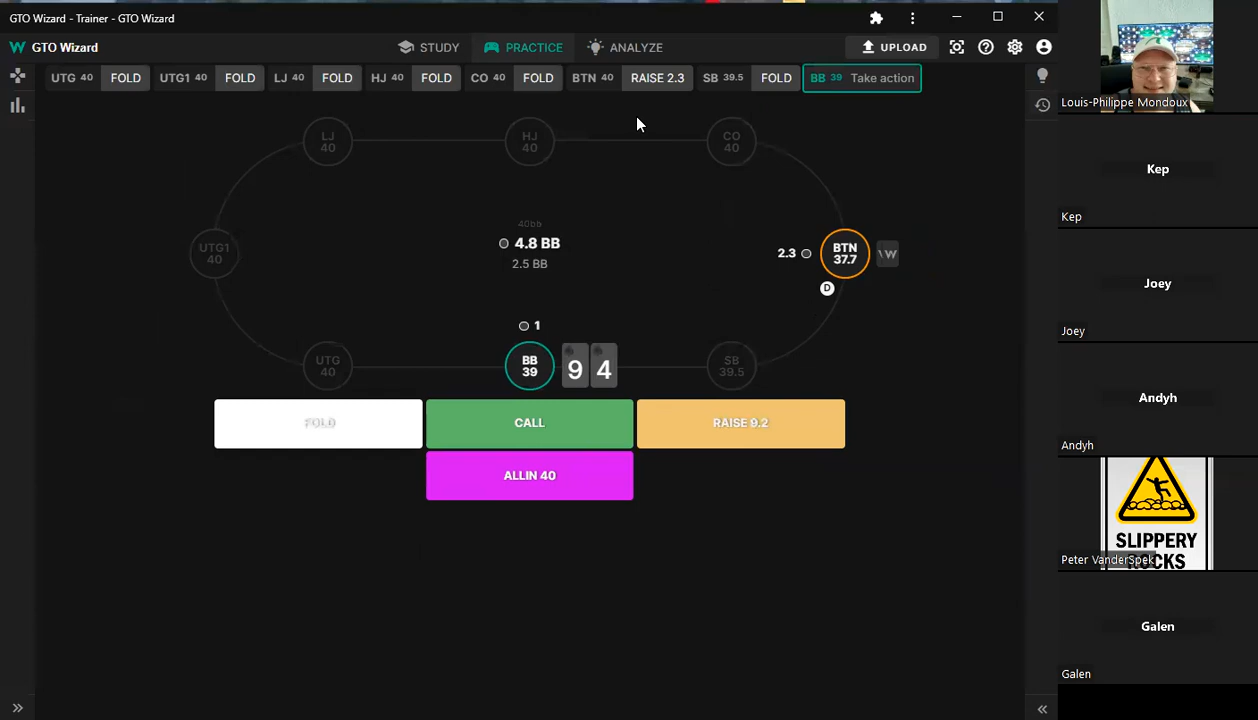 GTO Wizard - Trainer - GTO Wizard
W GTO Wizard
STUDY
PRACTICE
ANALYZE
UPLOAD
UTG 40 FOLD
UTG1 40 FOLD
LJ 40 FOLD
HJ 40 FOLD
CO 40 FOLD
BTN 40 RAISE 2.3
SB 39.5 FOLD
BB 39 Take action
LJ
40
HJ
40
CO
40
UTG1
40
40bb
4.8 BB
2.5 BB
2.3
BTN
37.7
W
D
1
UTG
40
BB
39
9 4
SB
39.5
FOLD
CALL
RAISE 9.2
ALLIN 40
Louis-Philippe Mondoux
Kep
Kep
Joey
Joey
Andyh
Andyh
SLIPPERY
ROCKS
Peter VanderSpek
Galen
Galen